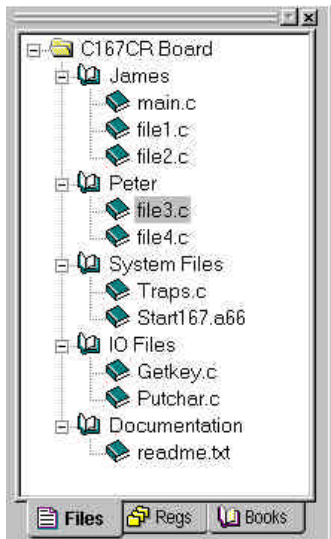 C167CR Board
James
main.c
file1.c
file2.c
Peter
file3.c
file4.c
System Files
Traps.c
Start167.a66
IO Files
Getkey.c
Putchar.c
Documentation
readme.txt
Files Regs Books